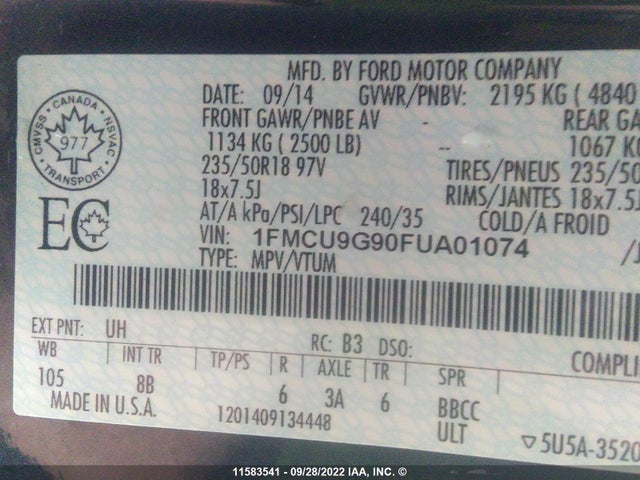 MFD. BY FORD MOTOR COMPANY
DATE: 09/14 GVWR/PNBV: 2195 KG ( 4840
FRONT GAWR/PNBE AV - REAR GA
1134 KG ( 2500 LB) -- 1067 KG
235/50R18 97V TIRES/PNEUS 235/50
18x7.5J RIMS/JANTES 18x7.5J
AT/A kPa/PSI/LPC 240/35 COLD/A FROID
VIN: 1FMCU9G90FUA01074
TYPE: MPV/VTUM
CANADA
CMVSS NSVAC
977
TRANSPORT
EC
EXT PNT: UH RC: B3 DSO:
WB INT TR TP/PS R AXLE TR SPR COMPLI
105 8B 6 3A 6 BBCC
MADE IN U.S.A. 1201409134448 ULT 5U5A-3520
11583541 - 09/28/2022 IAA, INC. ©